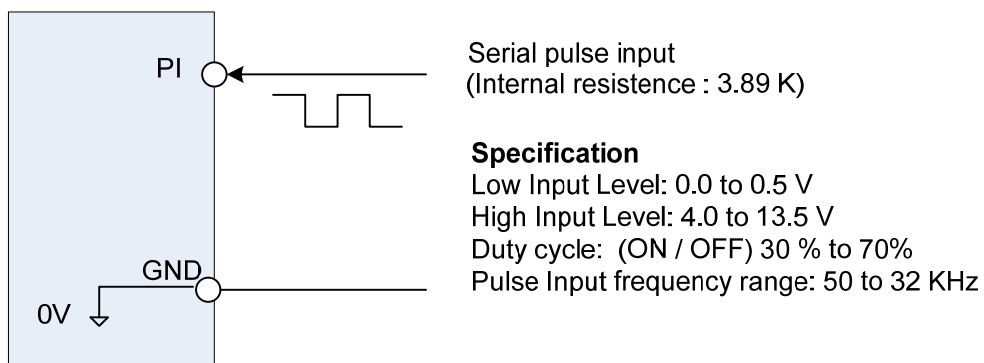 PI
Serial pulse input
(Internal resistence : 3.89 K)
Specification
Low Input Level: 0.0 to 0.5 V
High Input Level: 4.0 to 13.5 V
Duty cycle: (ON / OFF) 30 % to 70%
Pulse Input frequency range: 50 to 32 KHz
GND
0V